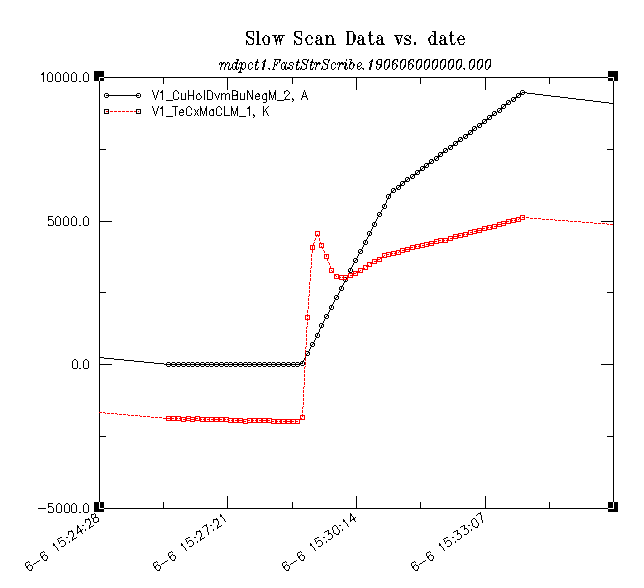 Slow Scan Data vs. date
mdpct1.FastStrScribe.190606000000.000
10000.0
V1_CuHolDvmBuNegM_2, A
V1_TeCxMaCLM_1, K
5000.0
0.0
-5000.0
6-6 15:24:28
6-6 15:27:21
6-6 15:30:14
6-6 15:33:07